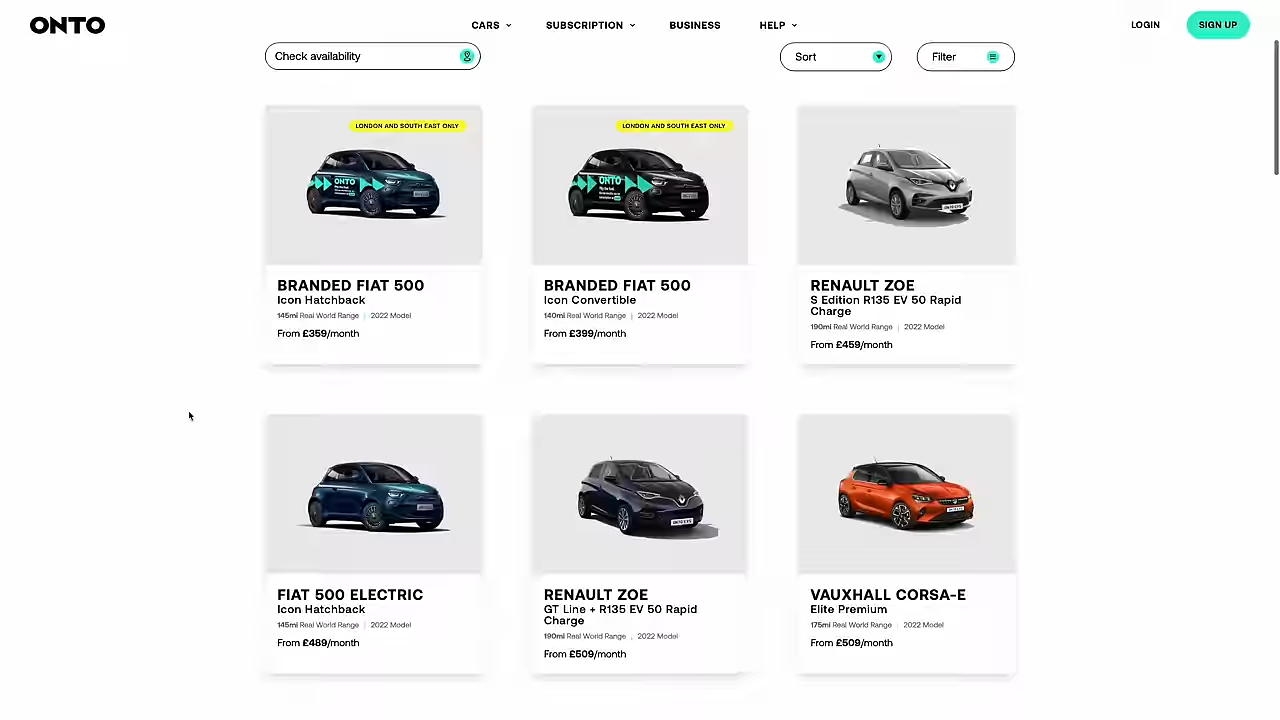 ONTO
CARS SUBSCRIPTION BUSINESS HELP
LOGIN SIGN UP
Check availability Sort Filter
LONDON AND SOUTH EAST ONLY
BRANDED FIAT 500
Icon Hatchback
145mi Real World Range | 2022 Model
From £359/month
LONDON AND SOUTH EAST ONLY
ONTO
BRANDED FIAT 500
Icon Convertible
140mi Real World Range | 2022 Model
From £399/month
RENAULT ZOE
S Edition R135 EV 50 Rapid
Charge
190mi Real World Range | 2022 Model
From £459/month
FIAT 500 ELECTRIC
Icon Hatchback
145mi Real World Range | 2022 Model
From £489/month
RENAULT ZOE
GT Line + R135 EV 50 Rapid
Charge
190mi Real World Range | 2022 Model
From £509/month
VAUXHALL CORSA-E
Elite Premium
175mi Real World Range | 2022 Model
From £509/month